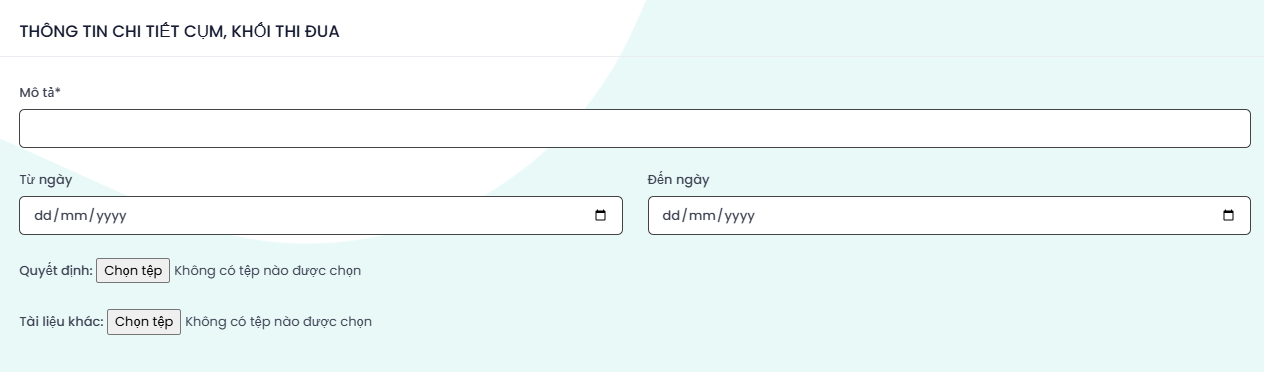 THÔNG TIN CHI TIẾT CỤM, KHỐI THI ĐUA
Mô tả*
Từ ngày
Đến ngày
dd/mm/yyyy
dd/mm/yyyy
Quyết định: Chọn tệp Không có tệp nào được chọn
Tài liệu khác: Chọn tệp Không có tệp nào được chọn